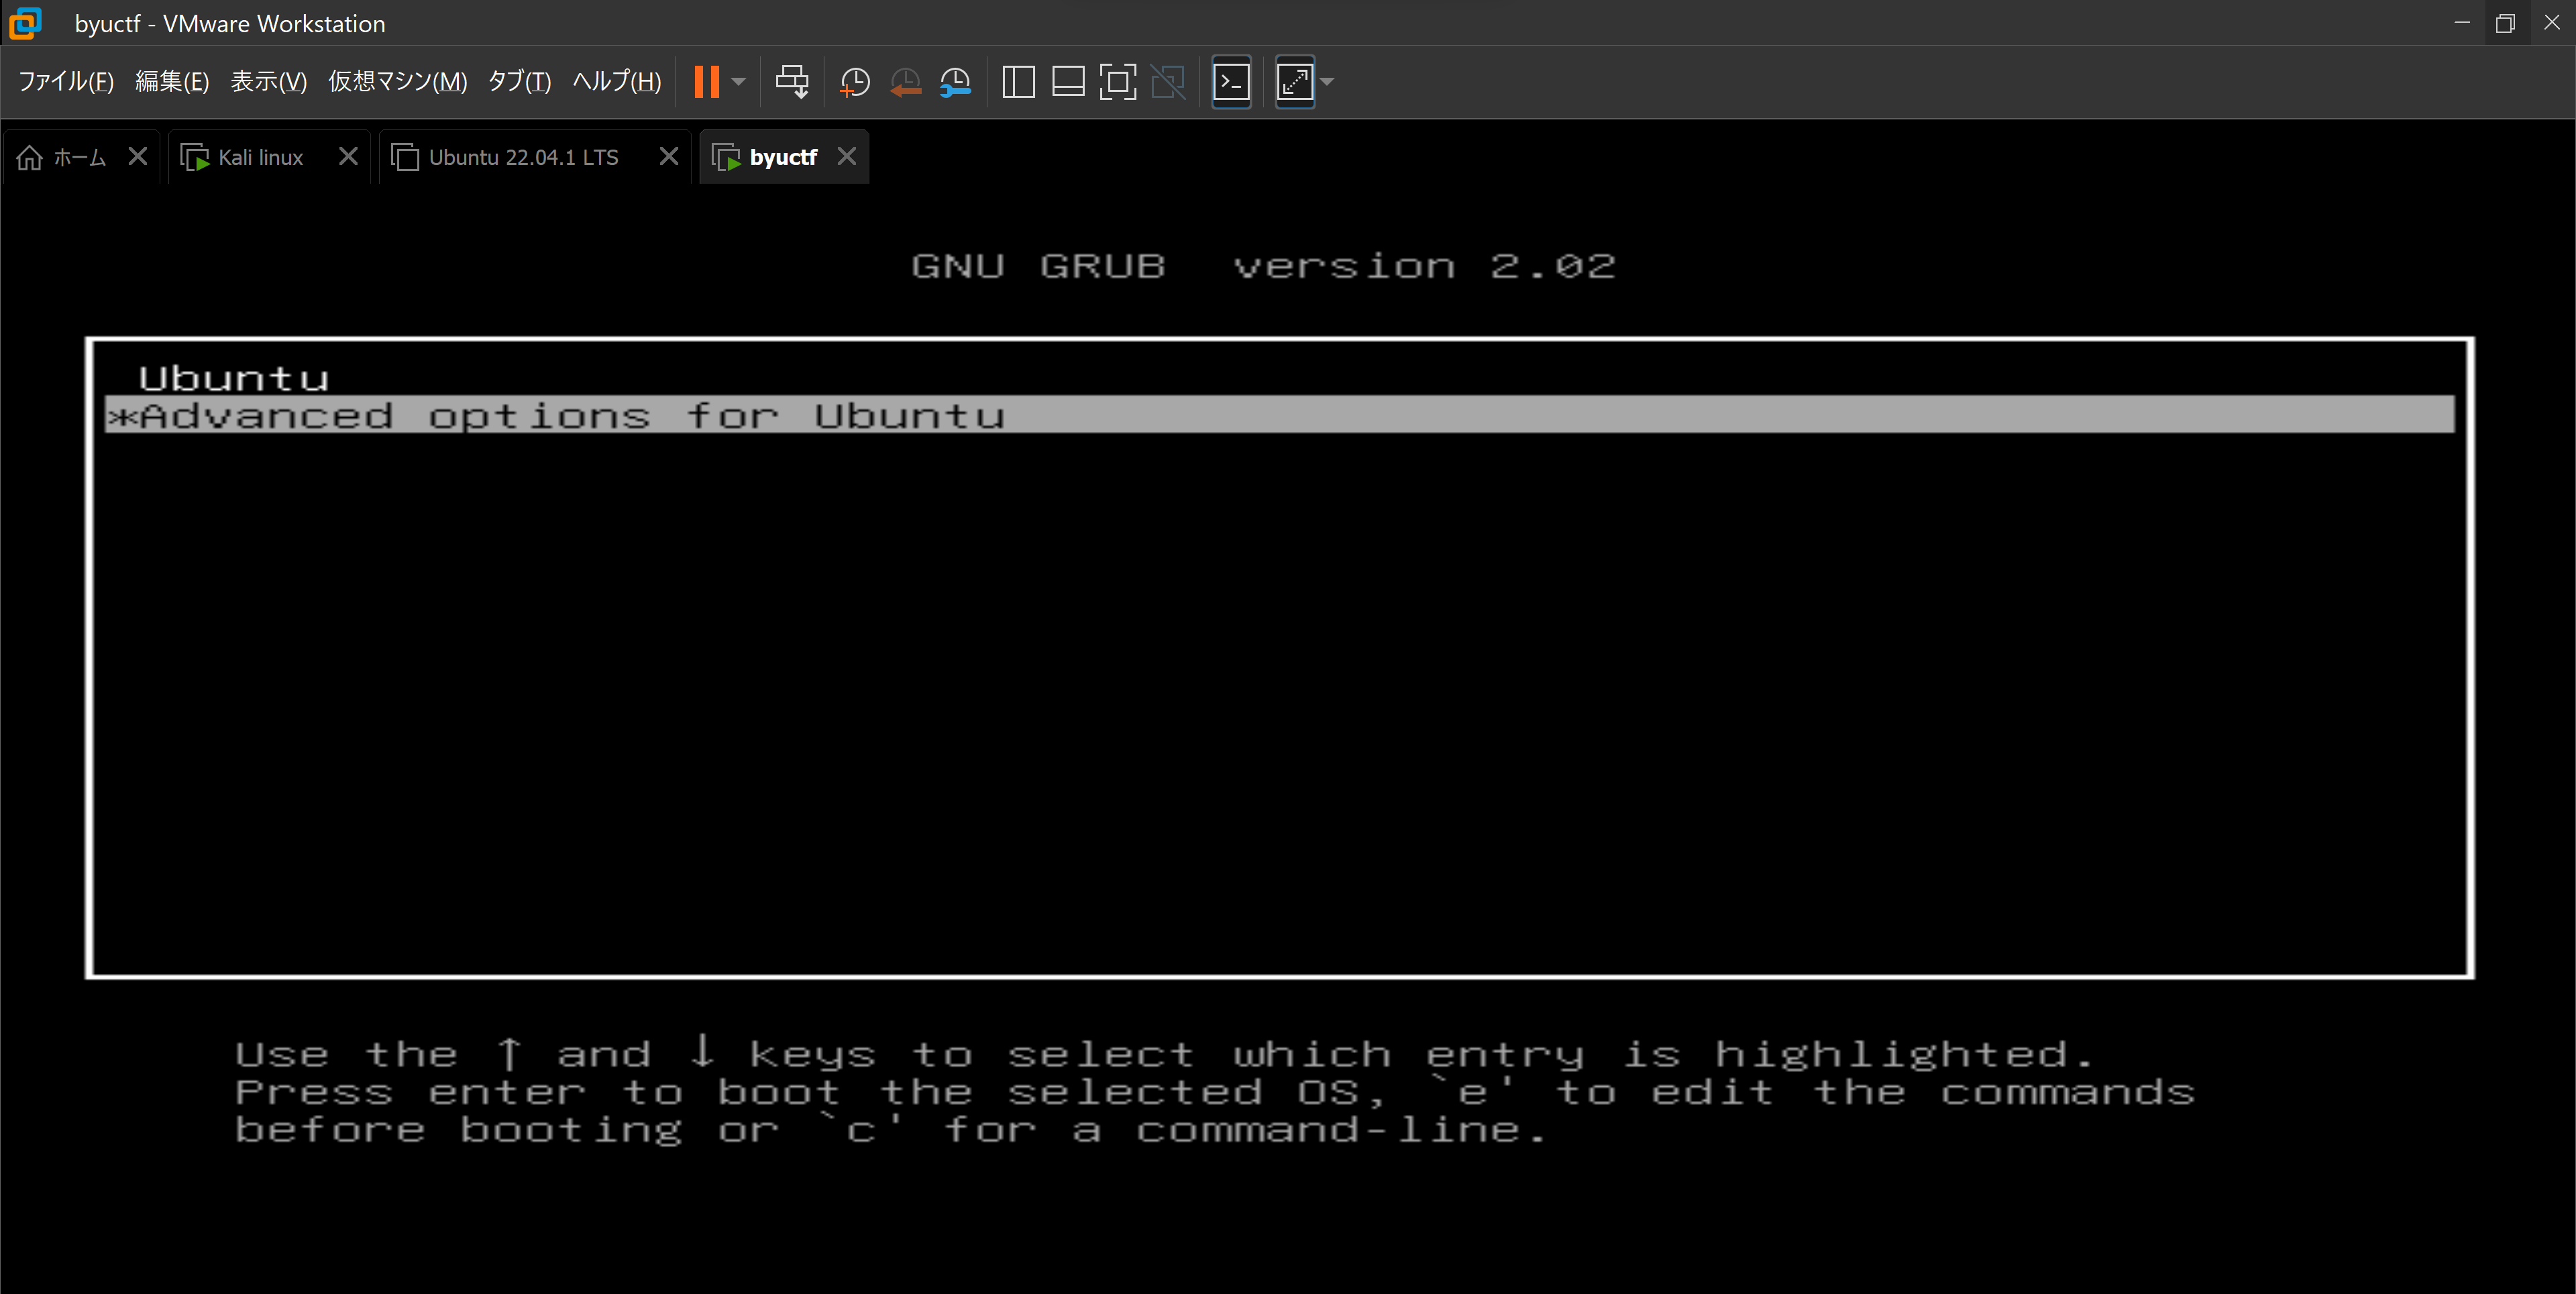 byuctf - VMware Workstation
ファイル(F) 編集(E) 表示(V) 仮想マシン(M) タブ(T) ヘルプ(H)
ホーム Kali linux Ubuntu 22.04.1 LTS byuctf
GNU GRUB version 2.02
Ubuntu
*Advanced options for Ubuntu
Use the ↑ and ↓ keys to select which entry is highlighted.
Press enter to boot the selected OS, `e' to edit the commands
before booting or `c' for a command-line.